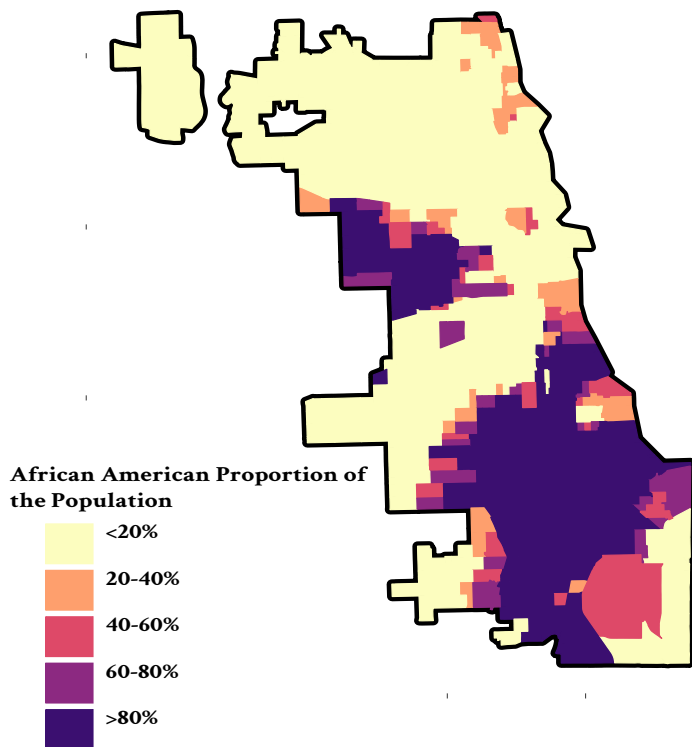 African American Proportion of
the Population
<20%
20-40%
40-60%
60-80%
>80%